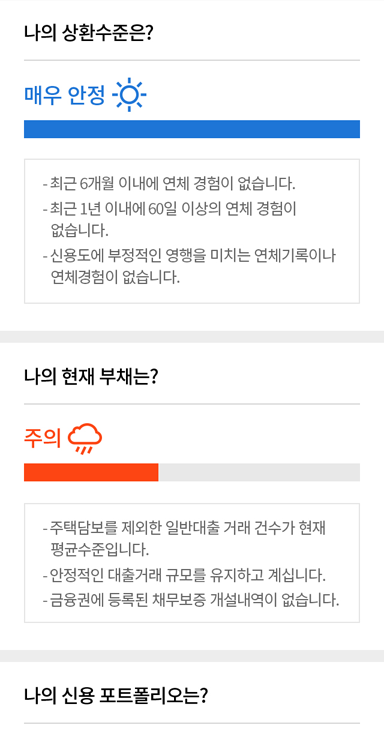 나의 상환수준은?
매우 안정
- 최근 6개월 이내에 연체 경험이 없습니다.
- 최근 1년 이내에 60일 이상의 연체 경험이
없습니다.
- 신용도에 부정적인 영행을 미치는 연체기록이나
연체경험이 없습니다.
나의 현재 부채는?
주의
- 주택담보를 제외한 일반대출 거래 건수가 현재
평균수준입니다.
- 안정적인 대출거래 규모를 유지하고 계십니다.
- 금융권에 등록된 채무보증 개설내역이 없습니다.
나의 신용 포트폴리오는?